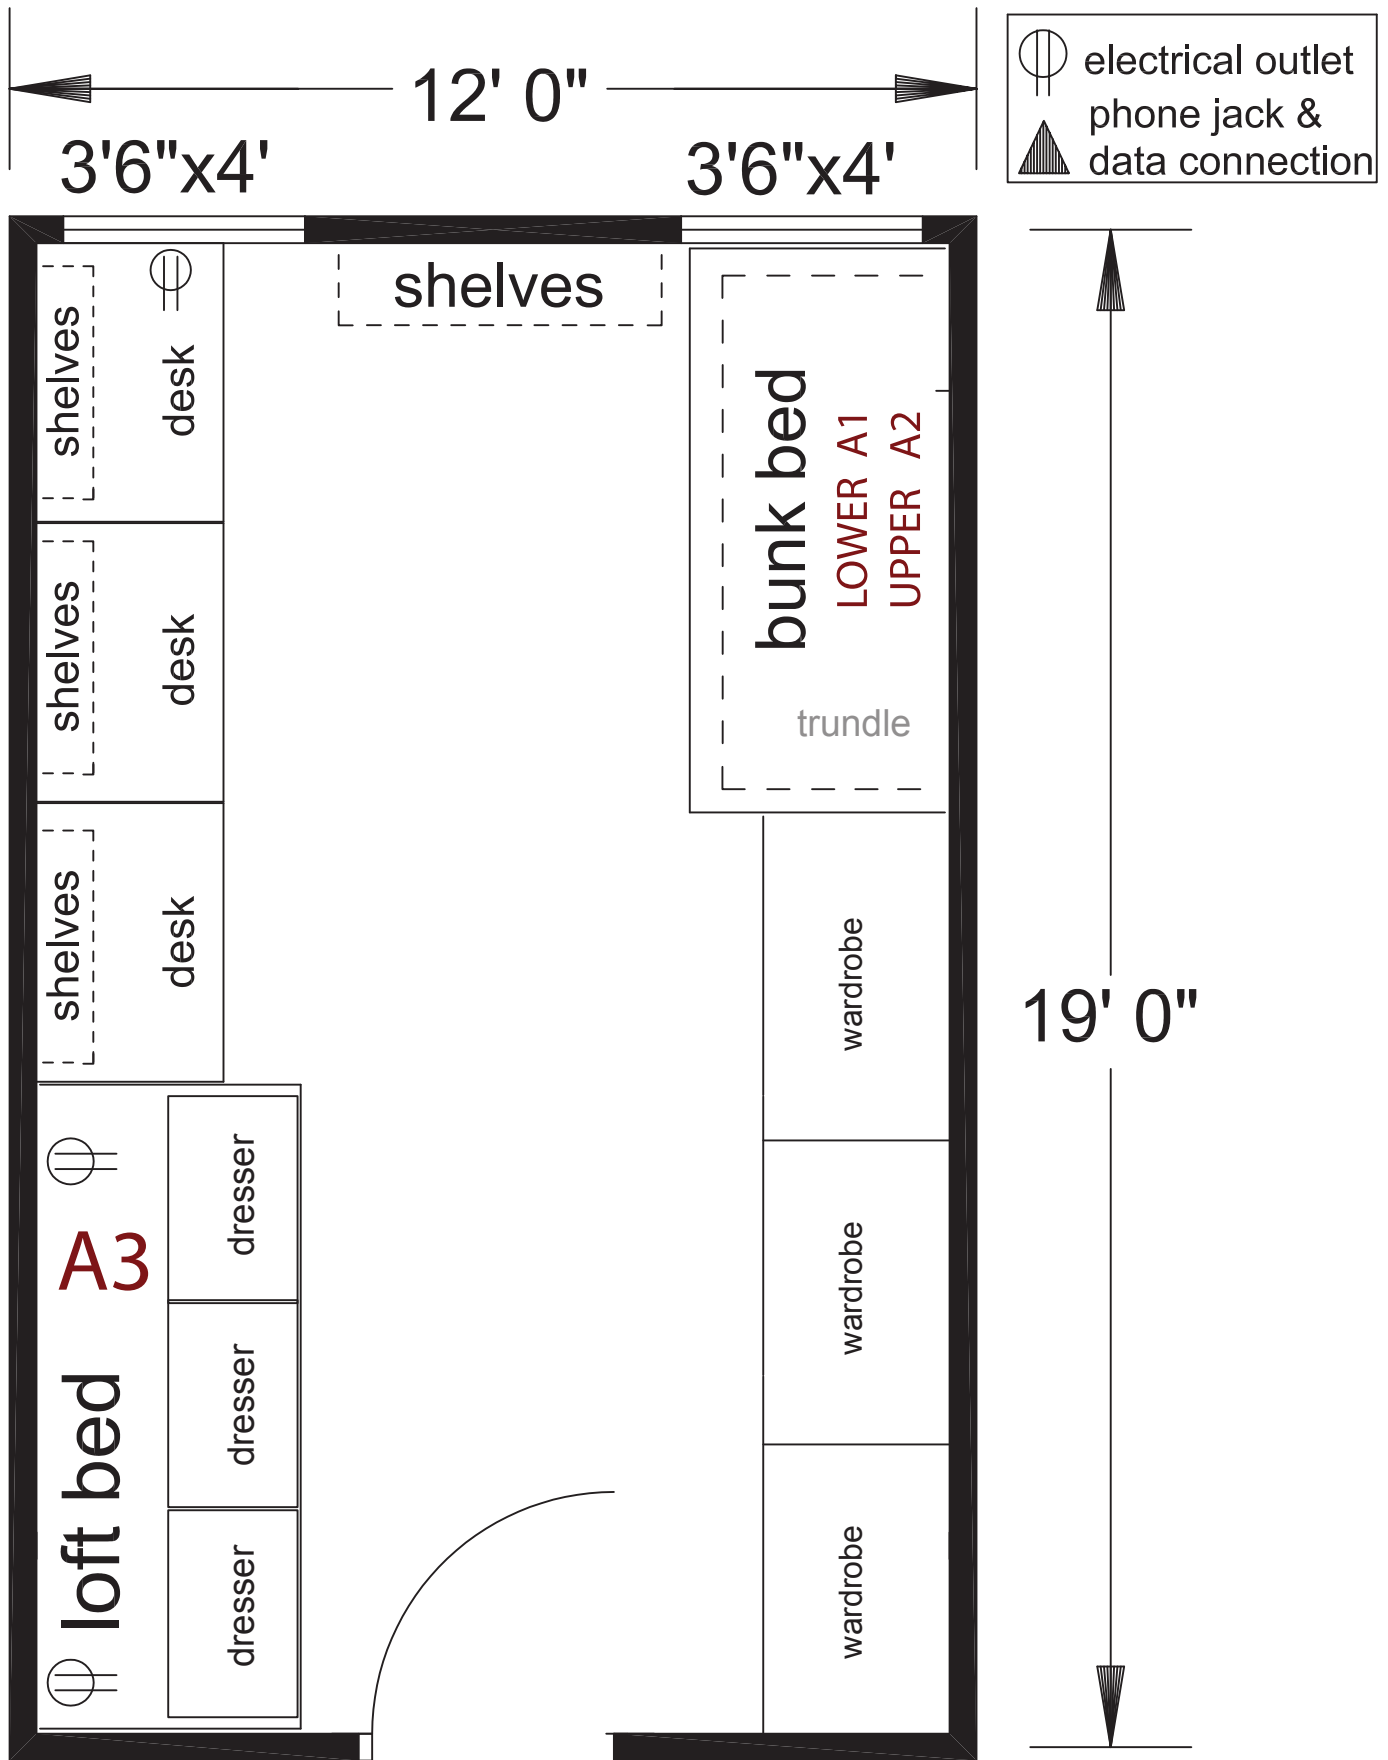 12' 0"
electrical outlet
phone jack &
data connection
3'6"x4'
3'6"x4'
shelves
shelves
desk
bunk bed
LOWER A1
UPPER A2
trundle
shelves
desk
shelves
desk
wardrobe
19' 0"
dresser
A3
wardrobe
dresser
loft bed
dresser
wardrobe